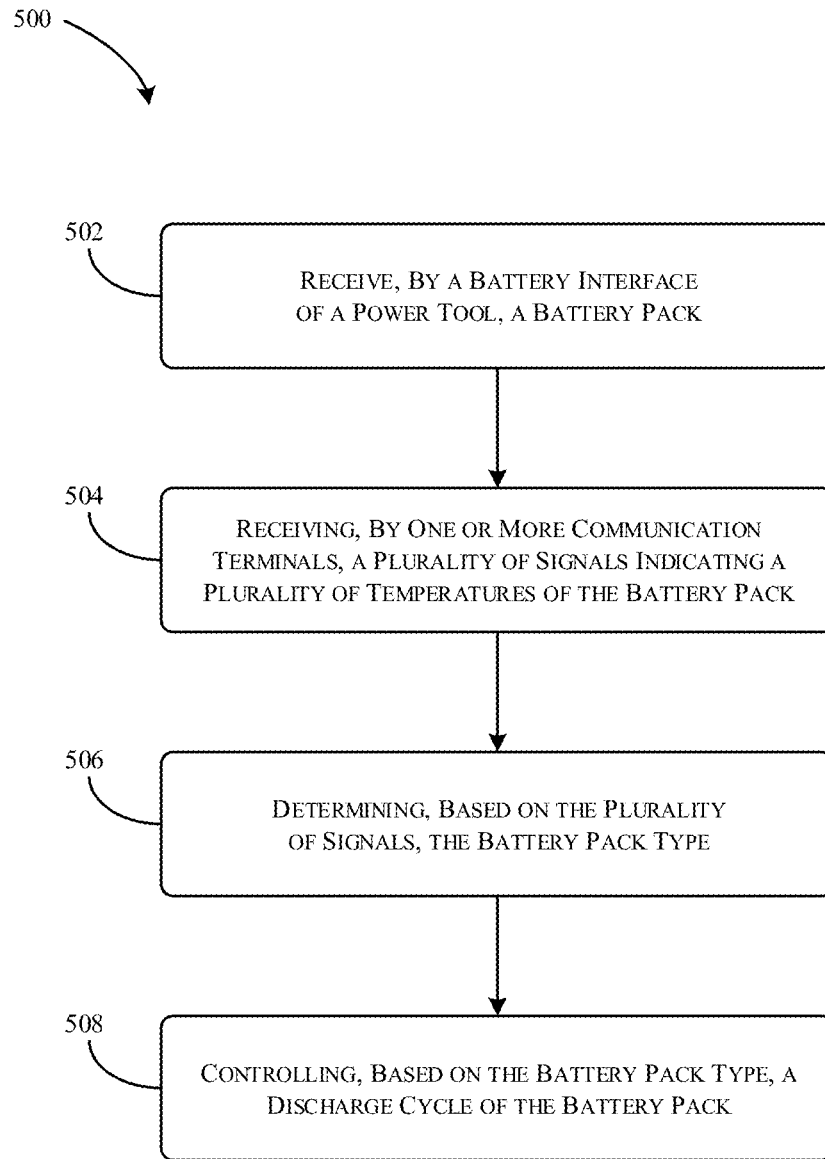 500
502
RECEIVE, BY A BATTERY INTERFACE
OF A POWER TOOL, A BATTERY PACK
504
RECEIVING, BY ONE OR MORE COMMUNICATION
TERMINALS, A PLURALITY OF SIGNALS INDICATING A
PLURALITY OF TEMPERATURES OF THE BATTERY PACK
506
DETERMINING, BASED ON THE PLURALITY
OF SIGNALS, THE BATTERY PACK TYPE
508
CONTROLLING, BASED ON THE BATTERY PACK TYPE, A
DISCHARGE CYCLE OF THE BATTERY PACK